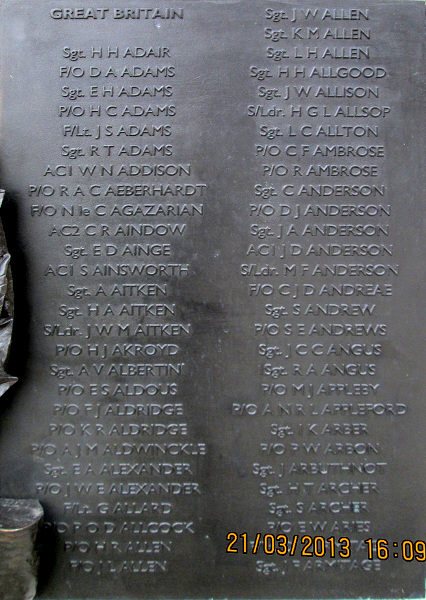 GREAT BRITAIN
Sgt. H H ADAIR
F/O D A ADAMS
Sgt. E H ADAMS
P/O H C ADAMS
F/Lt. J S ADAMS
Sgt. R T ADAMS
AC1 W N ADDISON
P/O R A C AEBERHARDT
F/O N le C AGAZARIAN
AC2 C R AINDOW
Sgt. E D AINGE
AC1 S AINSWORTH
Sgt. A AITKEN
Sgt. H A AITKEN
S/Ldr. J W M AITKEN
P/O H J AKROYD
Sgt. A V ALBERTINI
P/O E S ALDOUS
P/O F J ALDRIDGE
P/O K R ALDRIDGE
P/O A J M ALDWINCKLE
Sgt. E A ALEXANDER
P/O J W E ALEXANDER
F/Lt. G ALLARD
P/O P O D ALLCOCK
P/O H R ALLEN
P/O J L ALLEN
Sgt. J W ALLEN
Sgt. K M ALLEN
Sgt. L H ALLEN
Sgt. H H ALLGOOD
Sgt. J W ALLISON
S/Ldr. H G L ALLSOP
Sgt. L C ALLTON
P/O C F AMBROSE
P/O R AMBROSE
Sgt. C ANDERSON
P/O D J ANDERSON
Sgt. J A ANDERSON
AC1 J D ANDERSON
S/Ldr. M F ANDERSON
F/O C J D ANDREAE
Sgt. S ANDREW
P/O S E ANDREWS
Sgt. J C C ANGUS
Sgt. R A ANGUS
P/O M J APPLEBY
P/O A N R L APPLEFORD
Sgt. I K ARBER
F/O P W ARBON
Sgt. J ARBUTHNOT
Sgt. H T ARCHER
Sgt. S ARCHER
P/O E W ARIES
Sgt. J F ARMITAGE
21/03/2013 16:09